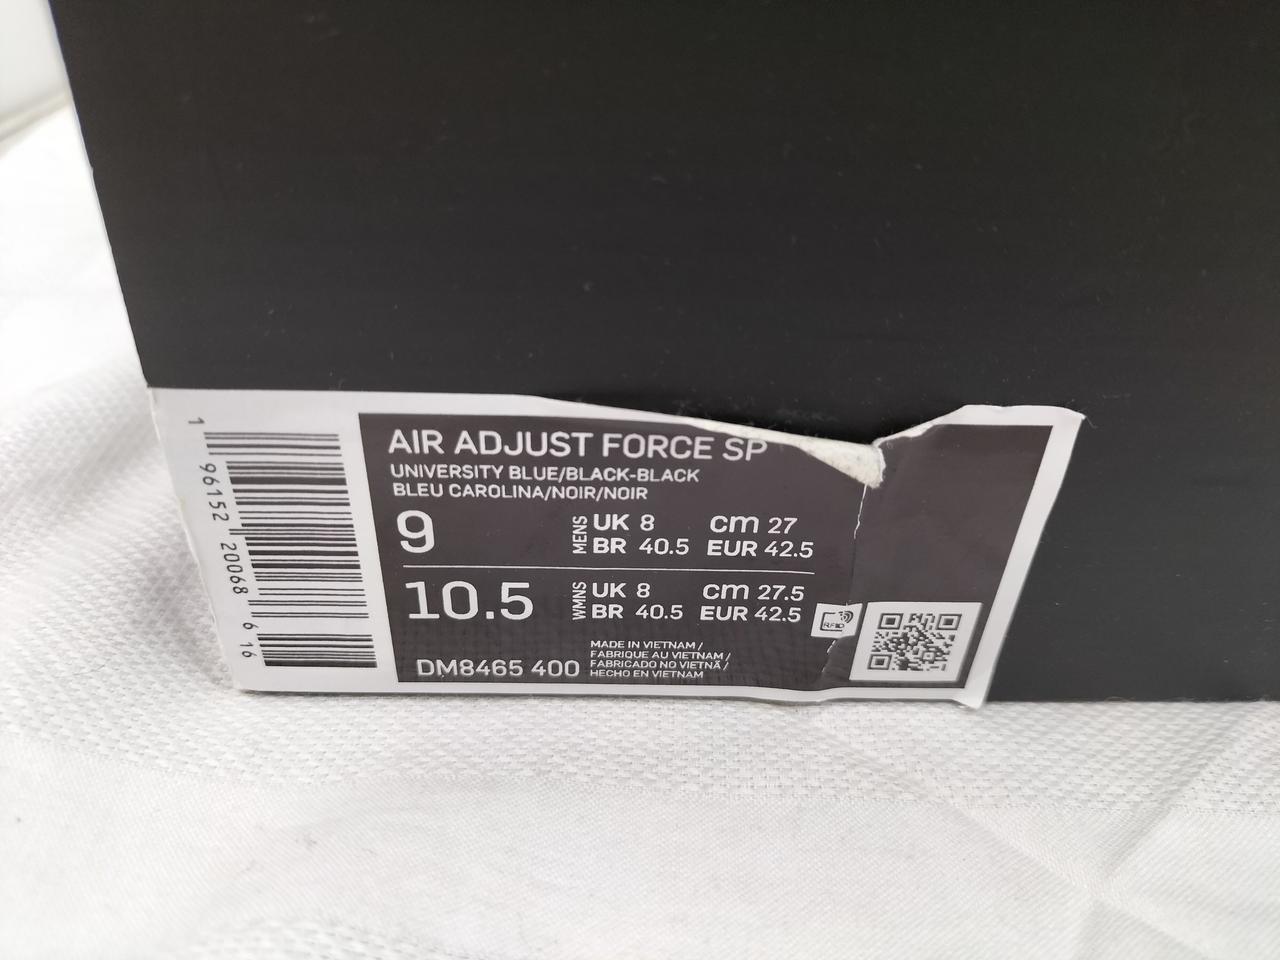 1 96152 20068 6 16
AIR ADJUST FORCE SP
UNIVERSITY BLUE/BLACK-BLACK
BLEU CAROLINA/NOIR/NOIR
9 MENS UK 8 cm 27
BR 40.5 EUR 42.5
10.5 WMNS UK 8 cm 27.5
BR 40.5 EUR 42.5
RFID
DM8465 400
MADE IN VIETNAM /
FABRIQUE AU VIETNAM /
FABRICADO NO VIETNÃ /
HECHO EN VIETNAM